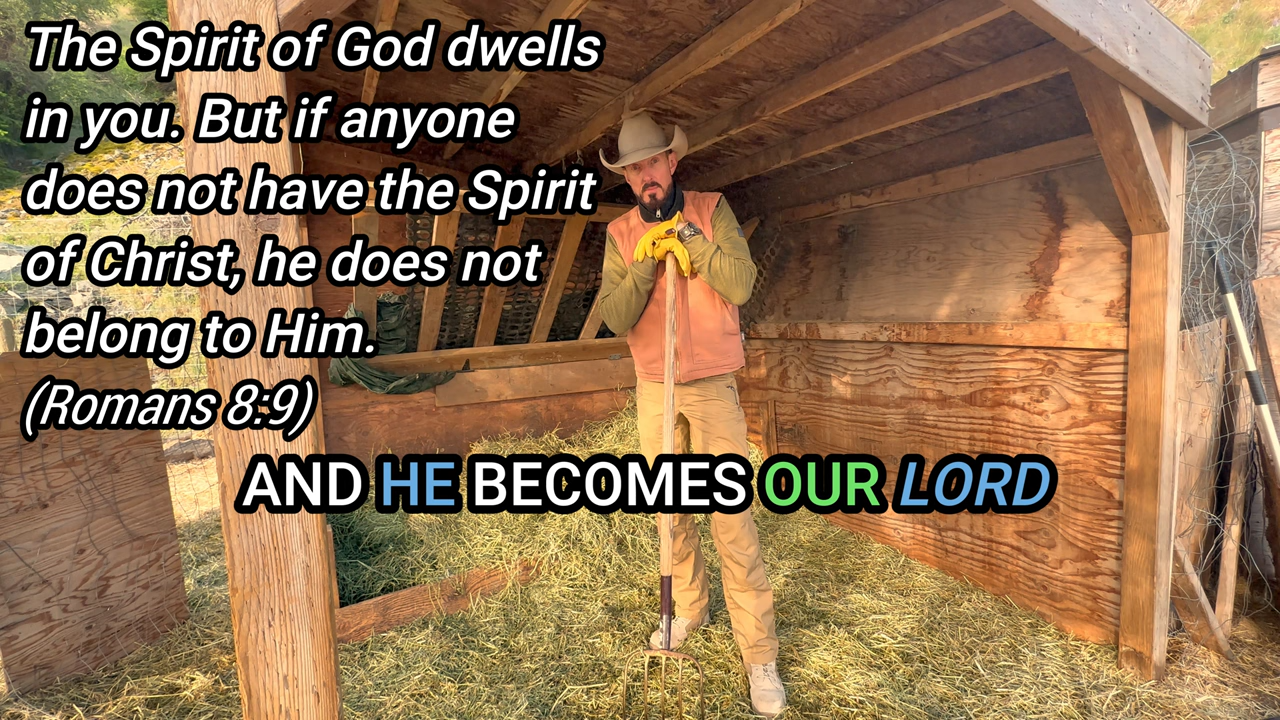 The Spirit of God dwells
in you. But if anyone
does not have the Spirit
of Christ, he does not
belong to Him.
(Romans 8:9)
AND HE BECOMES OUR LORD